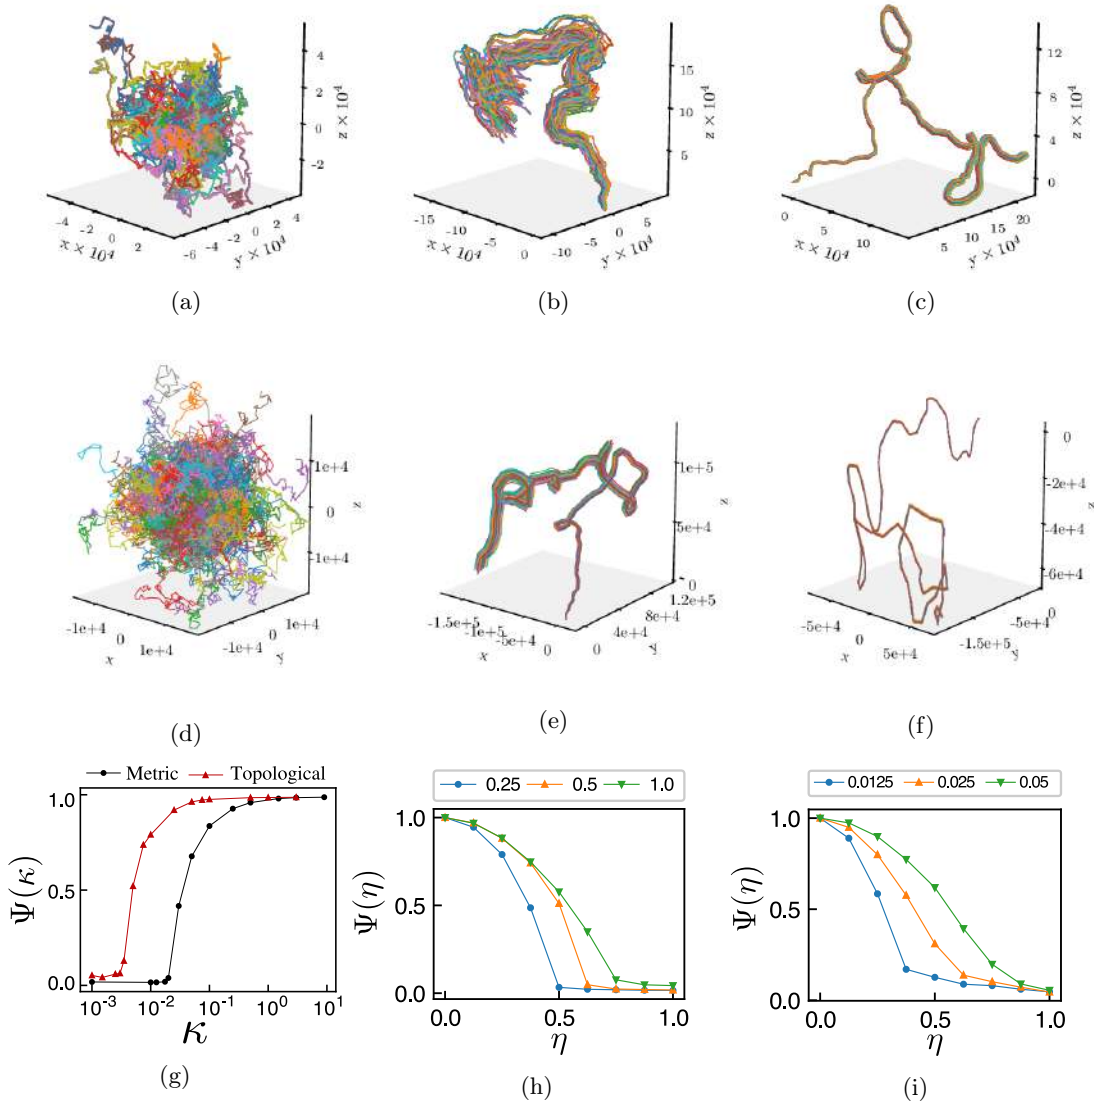 4
2
0
-2
z × 10⁴
-4
-2
0
2
x × 10⁴
-6
-4
-2
0
2
4
y × 10⁴
(a)
15
10
5
z × 10⁴
-15
-10
-5
0
x × 10⁴
-10
-5
0
5
y × 10⁴
(b)
12
8
4
0
z × 10⁴
0
5
10
x × 10⁴
5
10
15
20
y × 10⁴
(c)
1e+4
0
-1e+4
z
-1e+4
0
1e+4
x
-1e+4
0
1e+4
y
(d)
1e+5
5e+4
0
z
-1.5e+5
-1e+5
-5e+4
0
x
0
4e+4
8e+4
1.2e+5
y
(e)
0
-2e+4
-4e+4
-6e+4
z
-5e+4
0
5e+4
x
-1.5e+5
-5e+4
0
y
(f)
Metric Topological
1.0
0.5
0.0
Ψ(κ)
10⁻³ 10⁻² 10⁻¹ 10⁰ 10¹
κ
(g)
0.25 0.5 1.0
1.0
0.5
0.0
Ψ(η)
0.0 0.5 1.0
η
(h)
0.0125 0.025 0.05
1.0
0.5
0.0
Ψ(η)
0.0 0.5 1.0
η
(i)